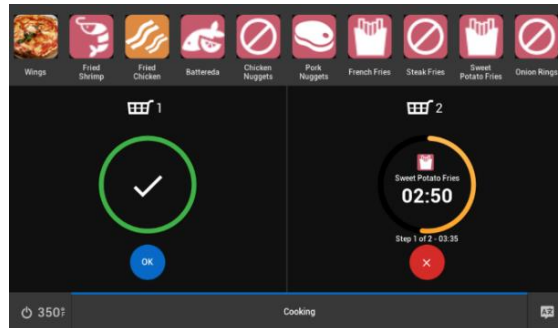 Wings
Fried
Shrimp
Fried
Chicken
Battereda
Chicken
Nuggets
Pork
Nuggets
French Fries
Steak Fries
Sweet
Potato Fries
Onion Rings
1
2
Sweet Potato Fries
02:50
Step 1 of 2 - 03:35
OK
350°F
Cooking